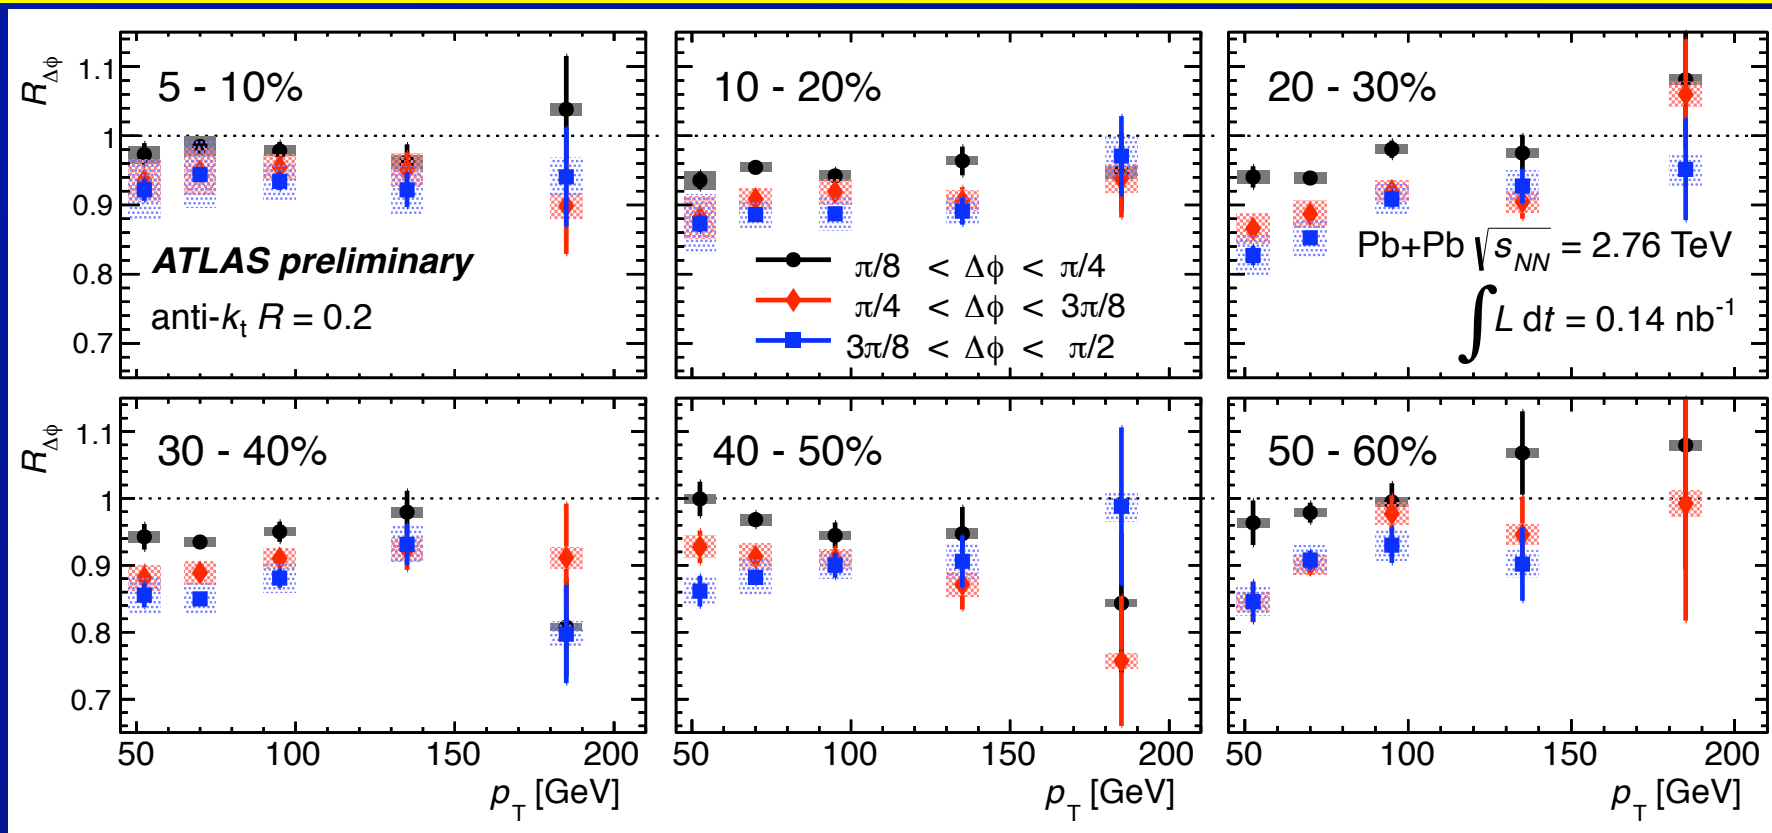 R_Δϕ
1.1
1
0.9
0.8
0.7
5 - 10%
ATLAS preliminary
anti-k_t R = 0.2
10 - 20%
π/8 < Δϕ < π/4
π/4 < Δϕ < 3π/8
3π/8 < Δϕ < π/2
20 - 30%
Pb+Pb √s_NN = 2.76 TeV
∫L dt = 0.14 nb⁻¹
R_Δϕ
1.1
1
0.9
0.8
0.7
30 - 40%
40 - 50%
50 - 60%
50 100 150 200
50 100 150 200
50 100 150 200
p_T [GeV]
p_T [GeV]
p_T [GeV]